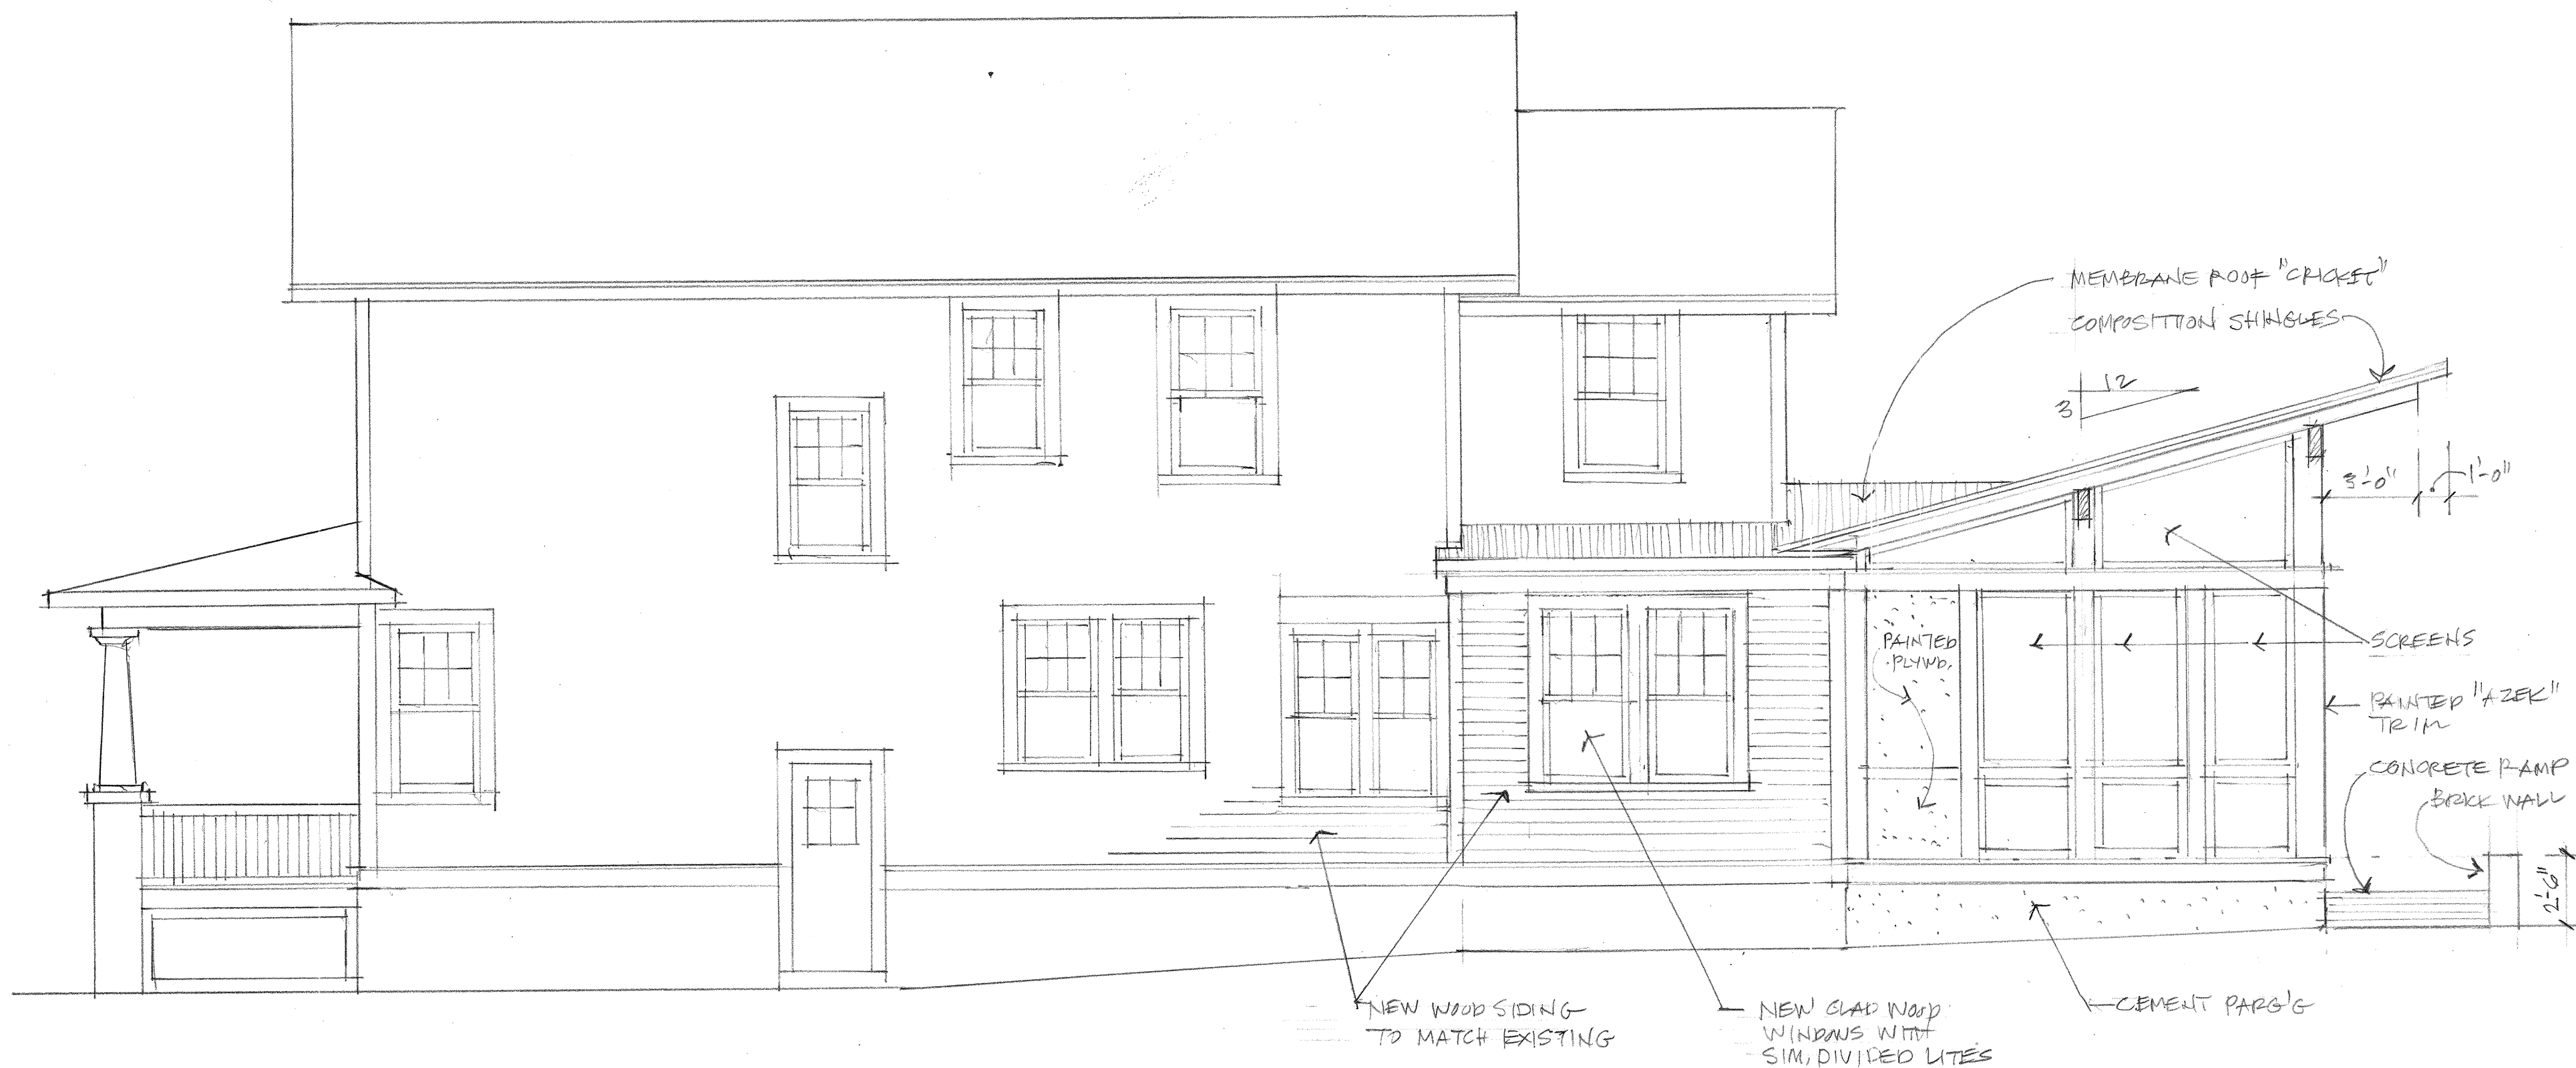 MEMBRANE ROOF "CRICKET"
COMPOSITION SHINGLES
12
3
3'-0"
1'-0"
PAINTED
PLYWD.
SCREENS
PAINTED "AZEK"
TRIM
CONCRETE RAMP
BRICK WALL
2'-6"
NEW WOOD SIDING
TO MATCH EXISTING
NEW CLAD WOOD
WINDOWS WITH
SIM. DIVIDED LITES
CEMENT PARG'G